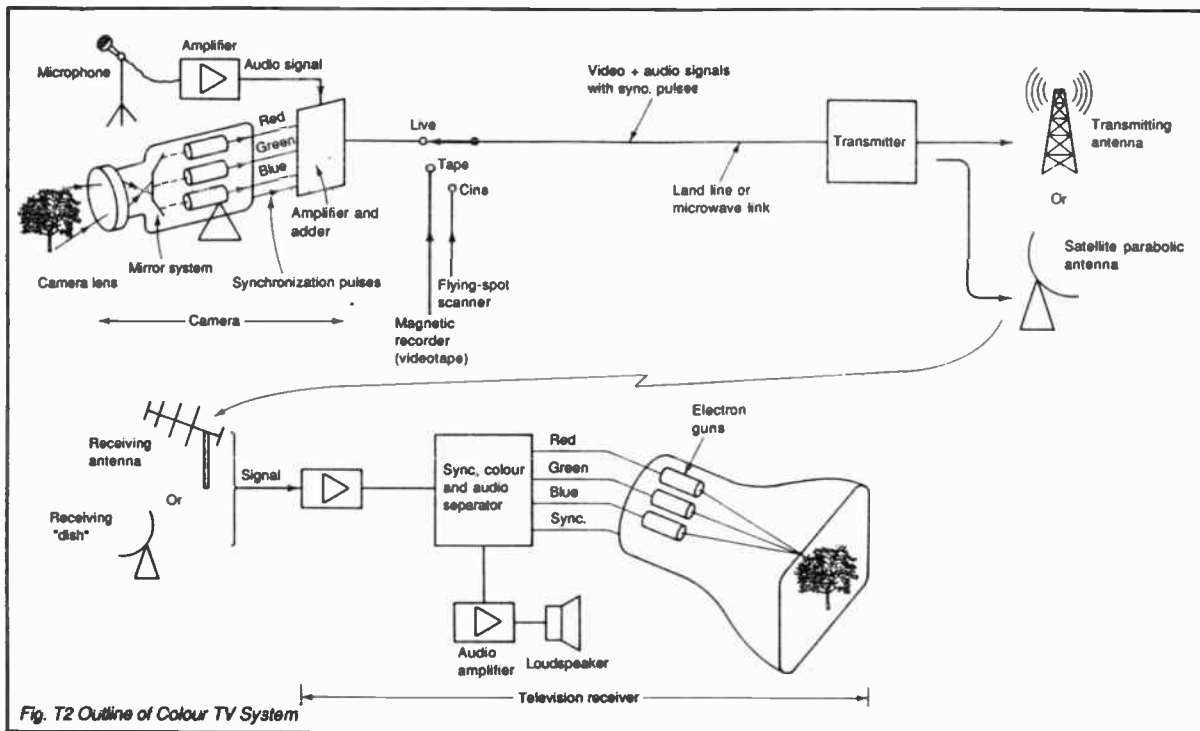 Amplifier
Microphone
Audio signal
Red
Green
Blue
Live
Tape
Cine
Video + audio signals
with sync. pulses
Transmitter
Land line or
microwave link
Transmitting
antenna
Or
Satellite parabolic
antenna
Amplifier and
adder
Camera lens
Mirror system
Synchronization pulses
Flying-spot
scanner
Camera
Magnetic
recorder
(videotape)
Receiving
antenna
Or
Receiving
"dish"
Signal
Sync, colour
and audio
separator
Red
Green
Blue
Sync.
Electron
guns
Audio
amplifier
Loudspeaker
Television receiver
Fig. T2 Outline of Colour TV System